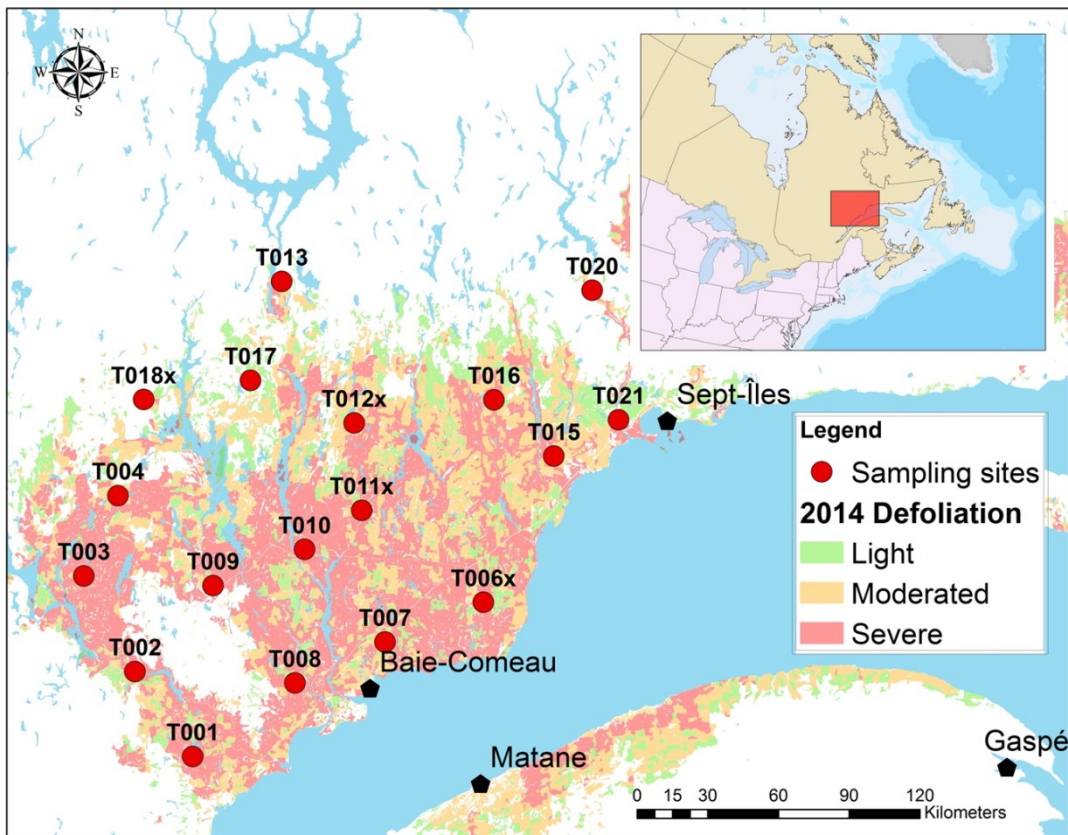 N
W E
S
T013
T020
T017
T018x
T016
T012x
T021
Sept-Îles
T015
T004
T011x
T010
T003
T009
T006x
T007
T002
T008
Baie-Comeau
T001
Matane
Gaspé
Legend
Sampling sites
2014 Defoliation
Light
Moderated
Severe
0 15 30 60 90 120
Kilometers